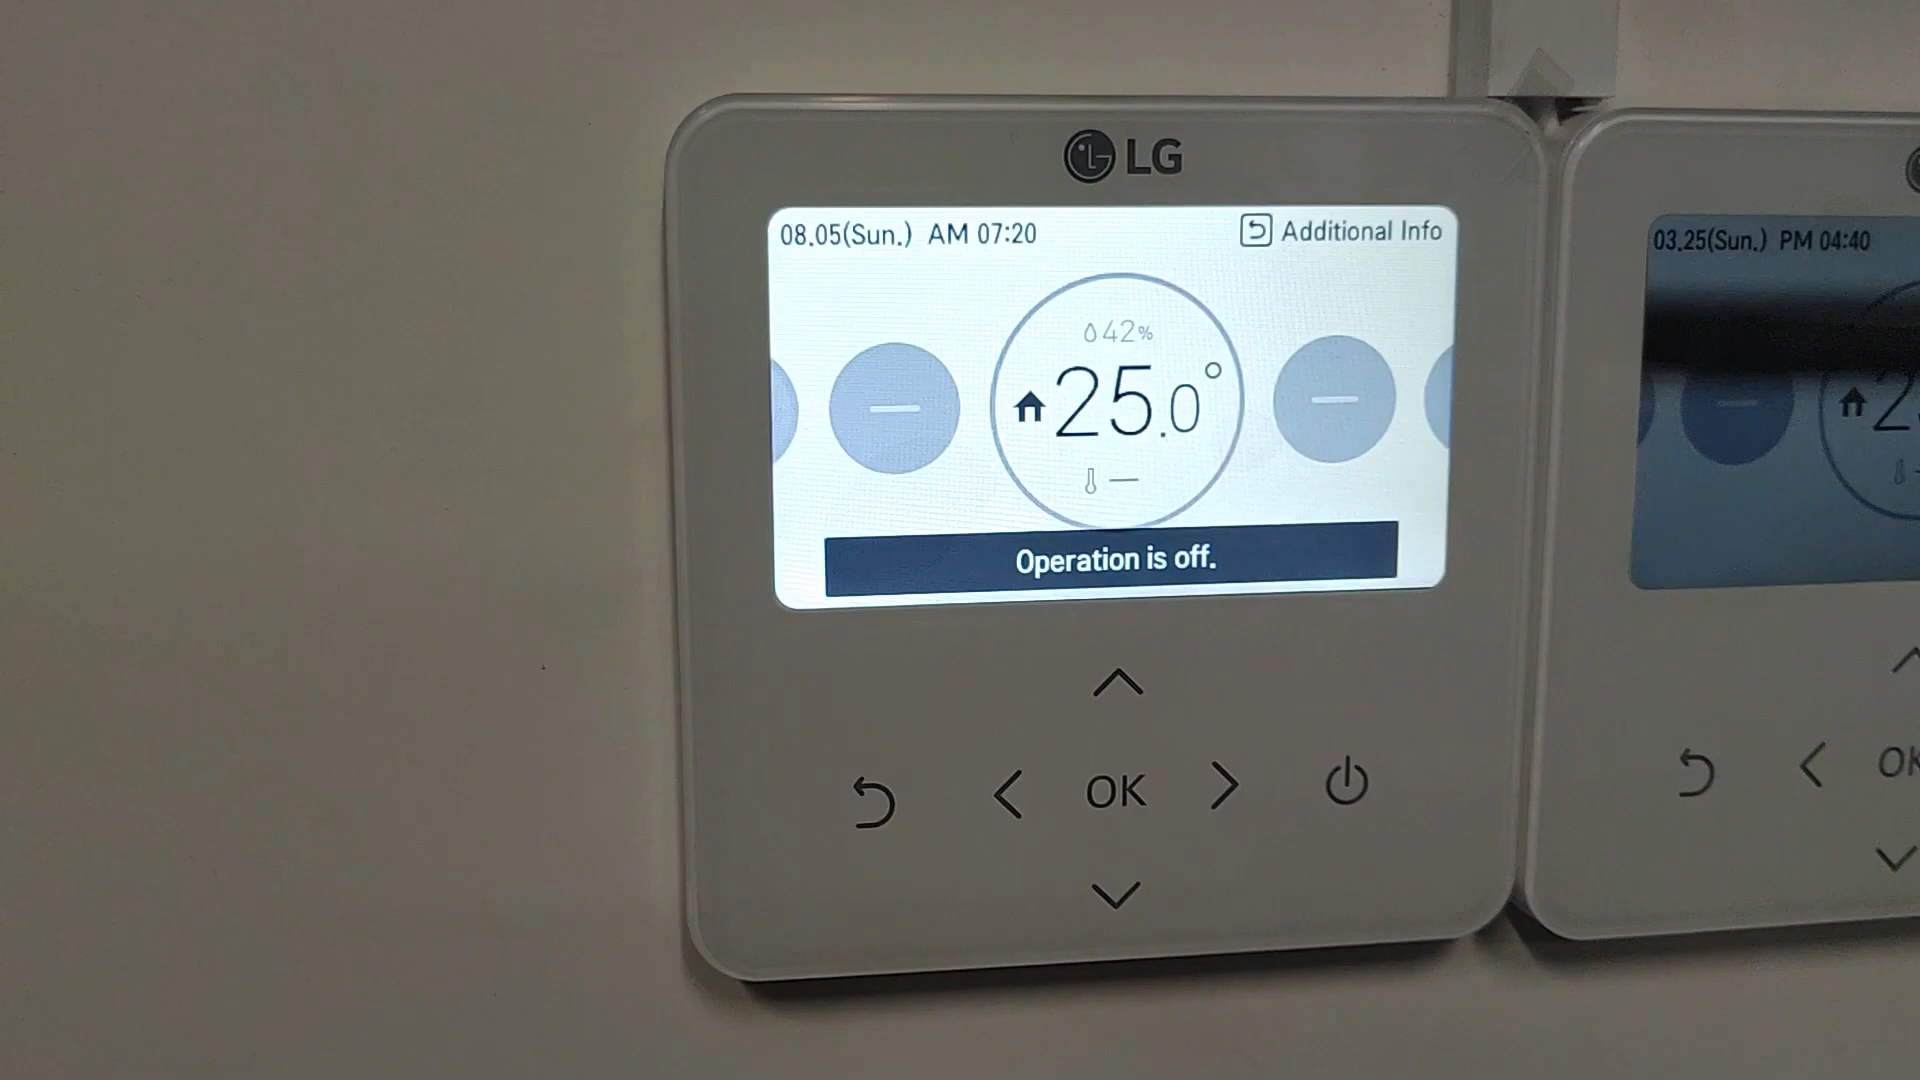 LG
08.05(Sun.) AM 07:20
Additional Info
42%
25.0°
Operation is off.
OK
03.25(Sun.) PM 04:40